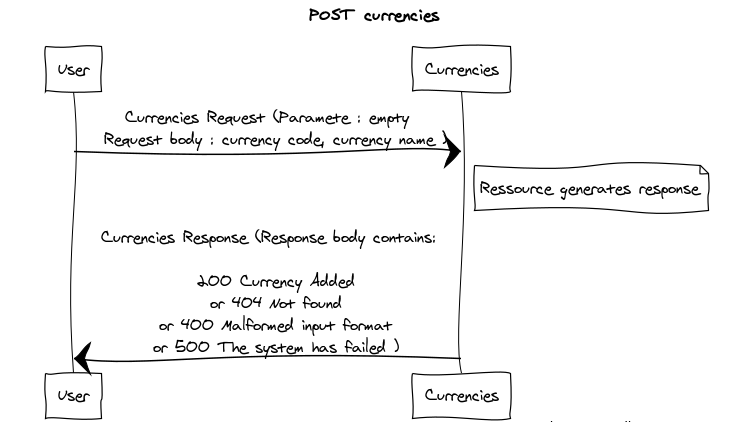 POST currencies
User
Currencies
Currencies Request (Paramete : empty
Request body : currency code, currency name )
Ressource generates response
Currencies Response (Response body contains:
200 Currency Added
or 404 Not found
or 400 Malformed input format
or 500 The system has failed )
User
Currencies